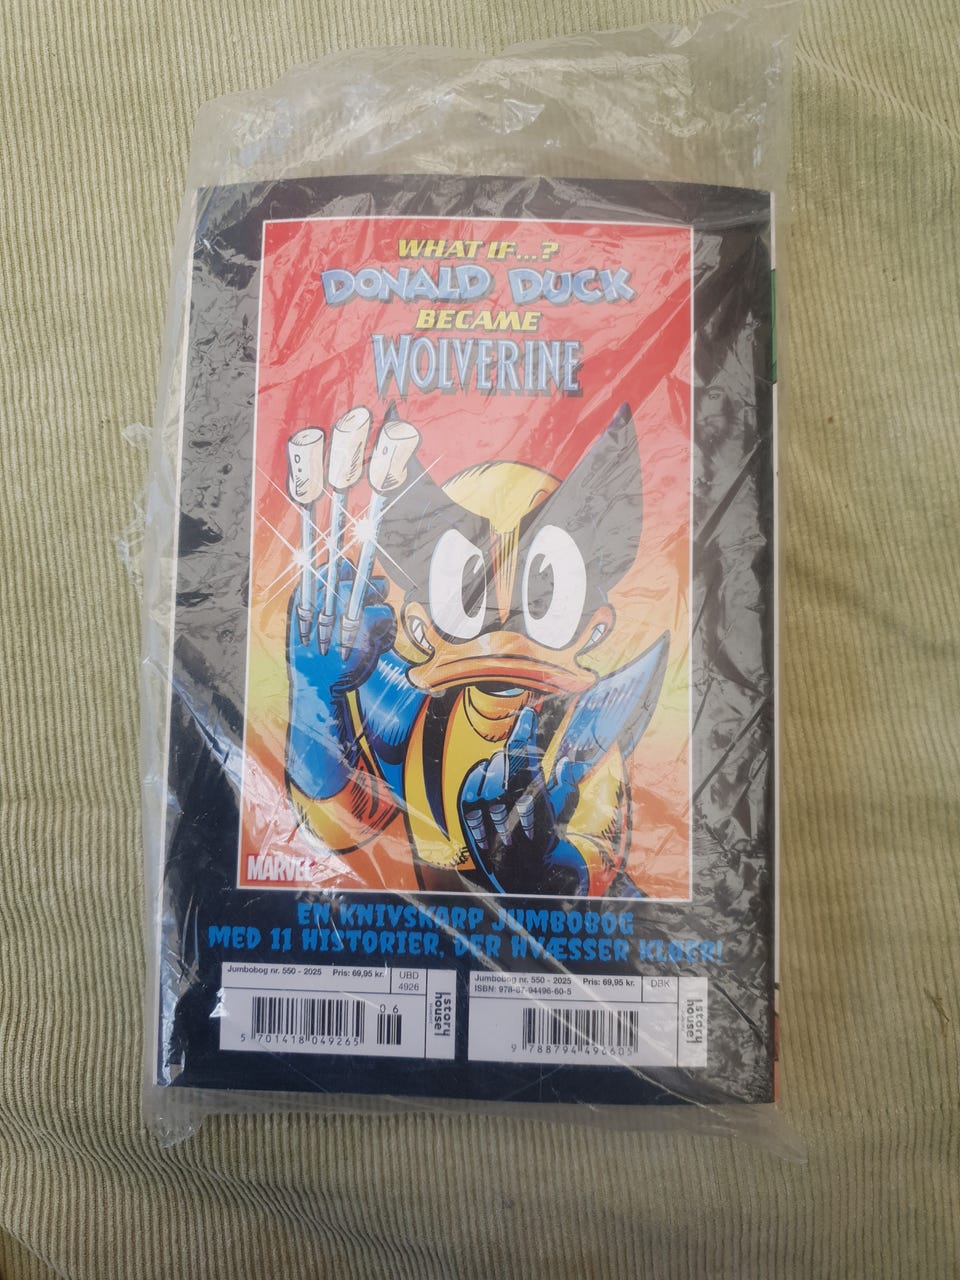 WHAT IF...?
DONALD DUCK
BECAME
WOLVERINE
MARVEL
EN KNIVSKARP JUMBOBOG
MED 11 HISTORIER, DER HVÆSSER KLØER!
Jumbobog nr. 550 - 2025 Pris: 69,95 kr.
UBD
4926
06
5 701418 049265
story
house
Jumbobog nr. 550 - 2025 Pris: 69,95 kr.
ISBN: 978-87-94496-60-5
DBK
9 788794 496605
story
house